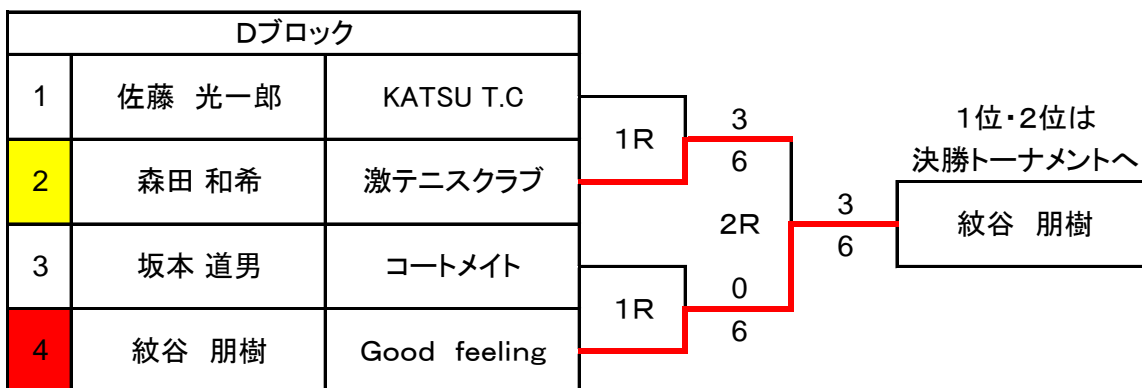 Ｄブロック
1 佐藤　光一郎 KATSU T.C
2 森田 和希 激テニスクラブ
3 坂本 道男 コートメイト
4 紋谷　朋樹 Ｇｏｏｄ　ｆｅｅｌｉｎｇ
１Ｒ
3
6
２Ｒ
１Ｒ
0
6
3
6
１位・２位は
決勝トーナメントへ
紋谷　朋樹